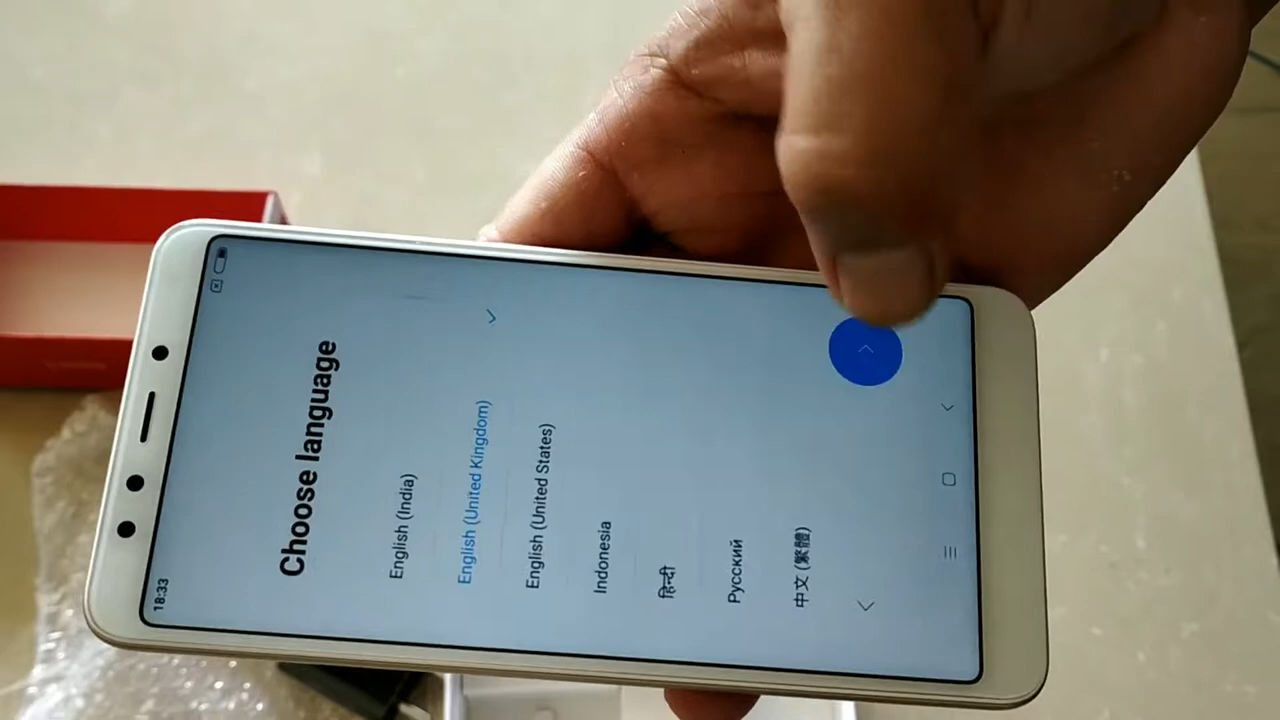 18:33
Choose language
English (India)
English (United Kingdom)
English (United States)
Indonesia
हिन्दी
Русский
中文 (繁體)